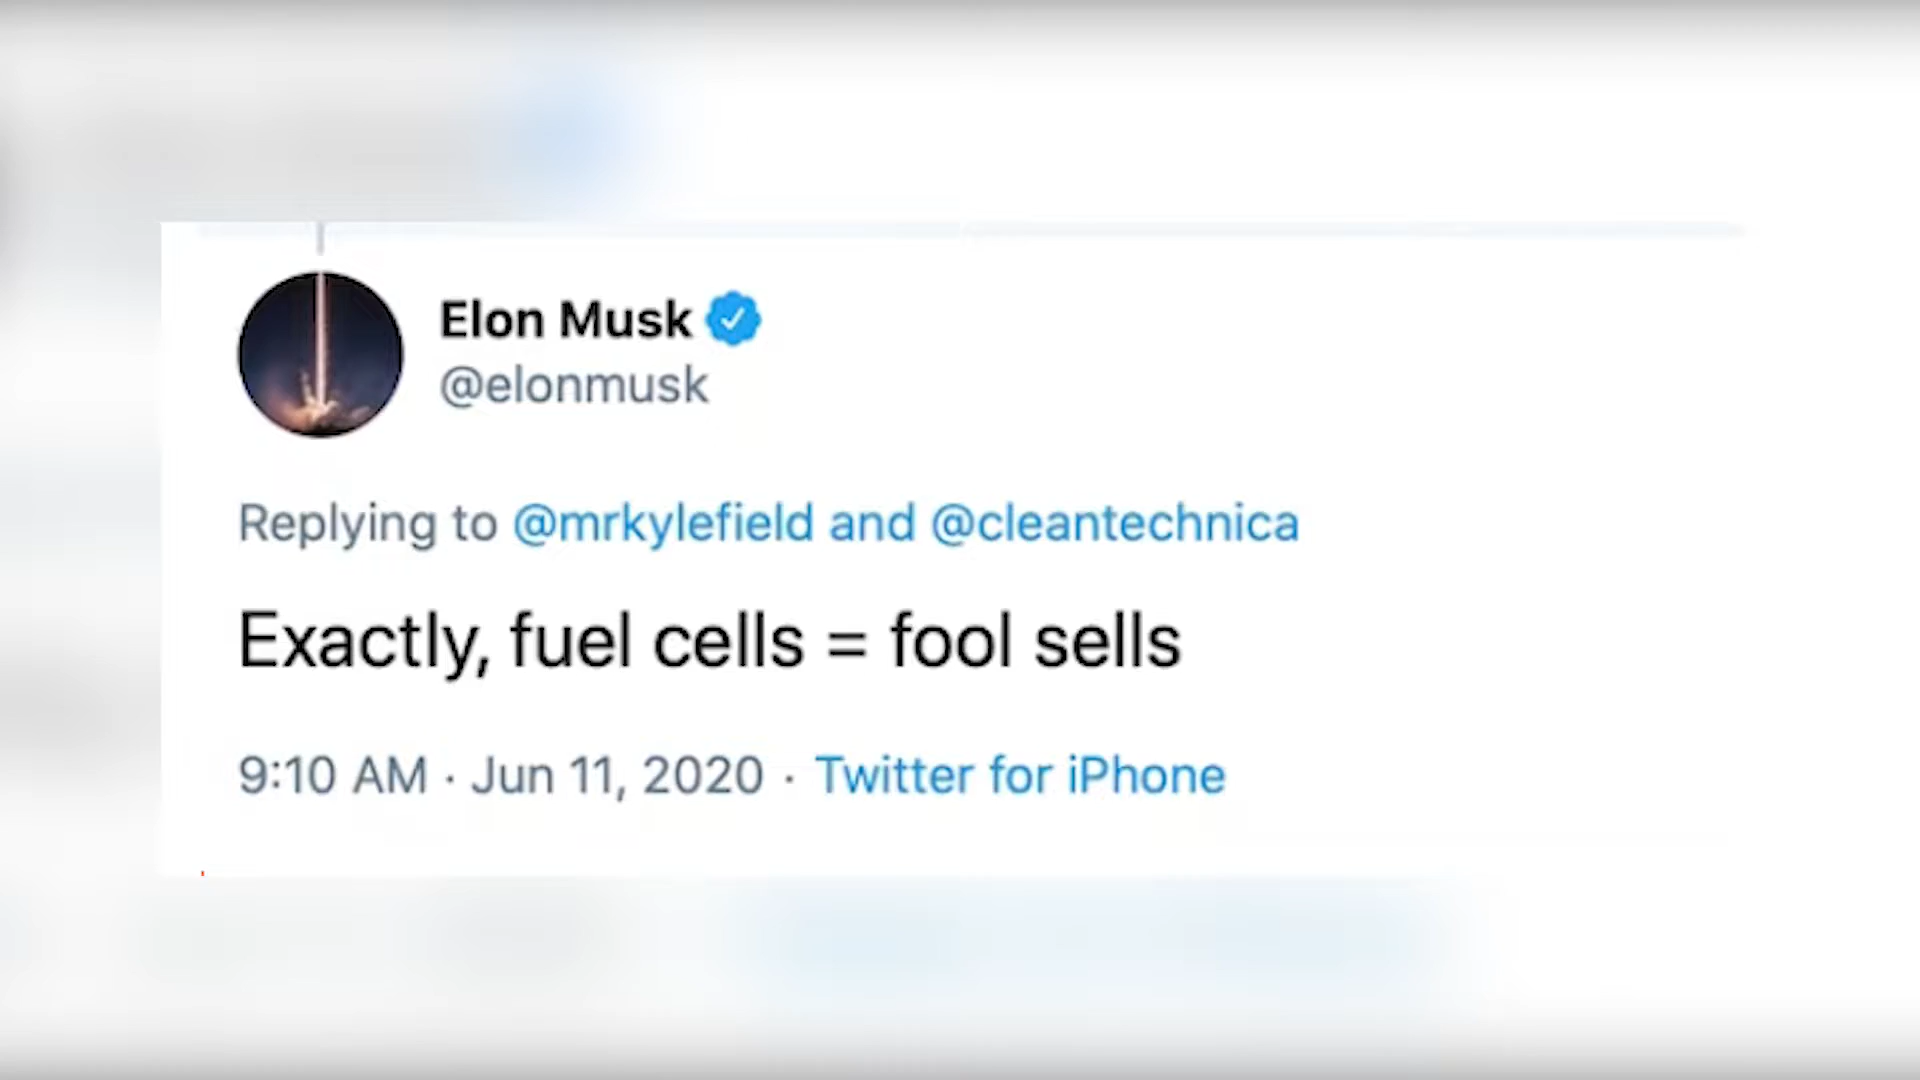 Elon Musk
@elonmusk
Replying to @mrkylefield and @cleantechnica
Exactly, fuel cells = fool sells
9:10 AM · Jun 11, 2020 · Twitter for iPhone